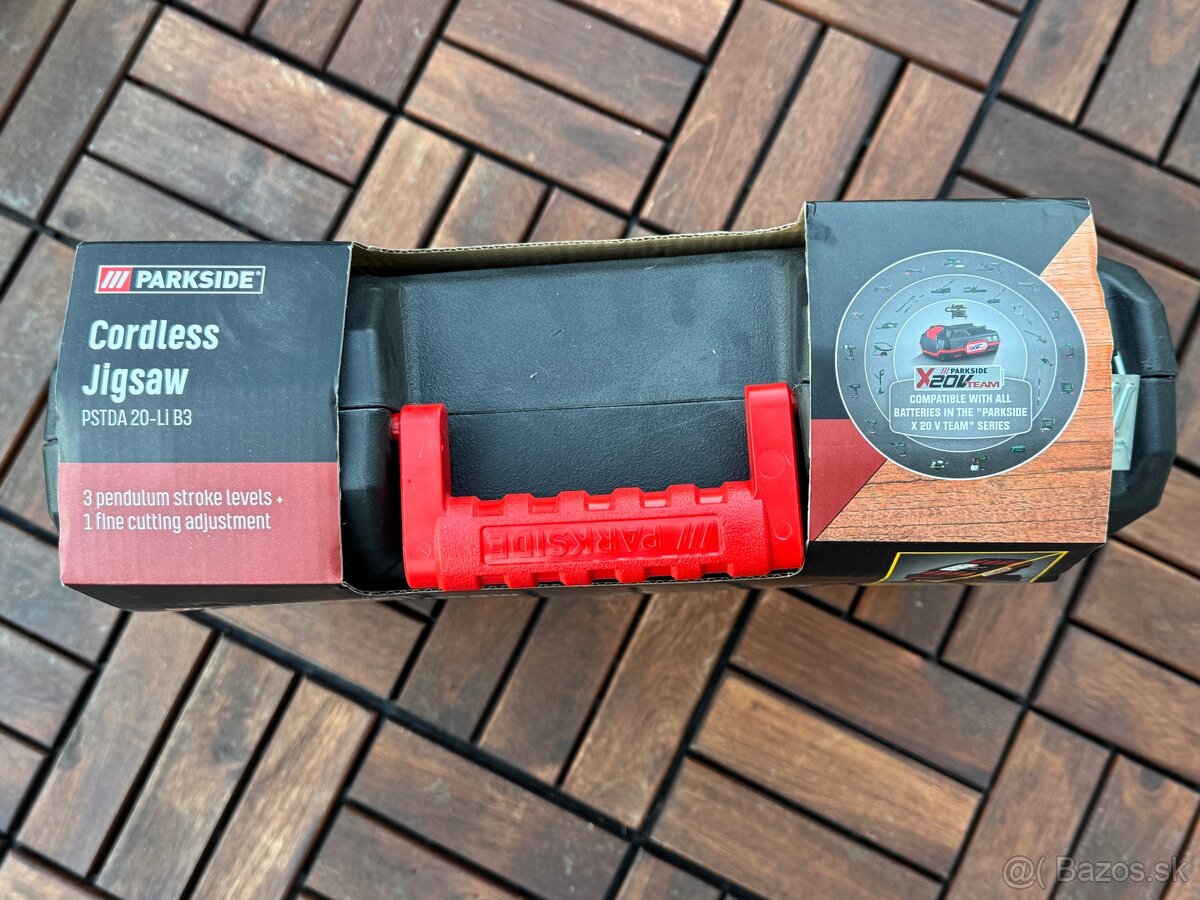 /// PARKSIDE®
Cordless
Jigsaw
PSTDA 20-LI B3
3 pendulum stroke levels +
1 fine cutting adjustment
/// PARKSIDE
X20V TEAM
COMPATIBLE WITH ALL
BATTERIES IN THE "PARKSIDE
X 20 V TEAM" SERIES
/// PARKSIDE
@( Bazos.sk